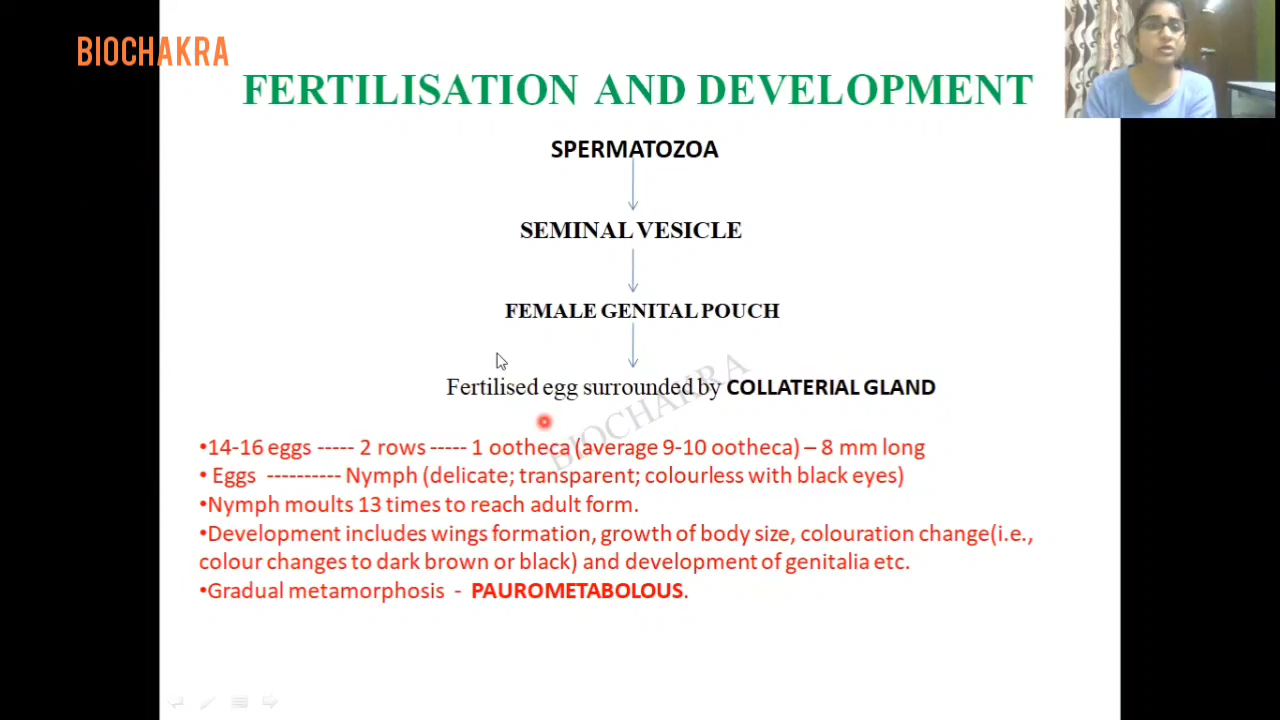 BIOCHAKRA
FERTILISATION AND DEVELOPMENT
SPERMATOZOA
SEMINAL VESICLE
FEMALE GENITAL POUCH
Fertilised egg surrounded by COLLATERIAL GLAND
BIOCHAKRA
•14-16 eggs ----- 2 rows ----- 1 ootheca (average 9-10 ootheca) – 8 mm long
• Eggs ---------- Nymph (delicate; transparent; colourless with black eyes)
•Nymph moults 13 times to reach adult form.
•Development includes wings formation, growth of body size, colouration change(i.e.,
colour changes to dark brown or black) and development of genitalia etc.
•Gradual metamorphosis - PAUROMETABOLOUS.